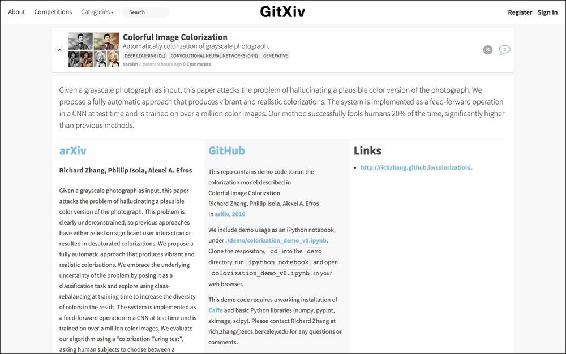 About Competitions Categories Search GitXiv Register Sign In
Colorful Image Colorization
Automatically colorization of grayscale photograph.
DEEP LEARNING (DL) CONVOLUTIONAL NEURAL NETWORK (CNN) GENERATIVE
0 Comments
Given a grayscale photograph as input, this paper attacks the problem of hallucinating a plausible color version of the photograph. We
propose a fully automatic approach that produces vibrant and realistic colorizations. The system is implemented as a feed-forward operation
in a CNN at test time and is trained on over a million color images. Our method successfully fools humans 20% of the time, significantly higher
than previous methods.
arXiv
Richard Zhang, Phillip Isola, Alexei A. Efros
Given a grayscale photograph as input, this paper
attacks the problem of hallucinating a plausible color
version of the photograph. This problem is
clearly underconstrained, so previous approaches
have either relied on significant user interaction or
resulted in desaturated colorizations. We propose a
fully automatic approach that produces vibrant and
realistic colorizations. We embrace the underlying
uncertainty of the problem by posing it as a
classification task and explore using class-
rebalancing at training time to increase the diversity
of colors in the result. The system is implemented as
a feed-forward operation in a CNN at test time and is
trained on over a million color images. We evaluate
our algorithm using a "colorization Turing test",
asking human subjects to choose between a
GitHub
This repo contains demo code to run the
colorization model described in
Colorful Image Colorization
Richard Zhang, Phillip Isola, Alexei A. Efros
In arXiv, 2016
We include demo usage as an iPython notebook,
under ./demo/colorization_demo_v1.ipynb.
Clone the respository, cd into the demo
directory, run ipython notebook and open
colorization_demo_v1.ipynb in your
web browser.
This demo code requires a working installation of
Caffe and basic Python libraries (numpy, pyplot,
skimage, scipy). Please contact Richard Zhang at
rich.zhang@eecs.berkeley.edu for any questions or
comments.
Links
http://richzhang.github.io/colorization/.